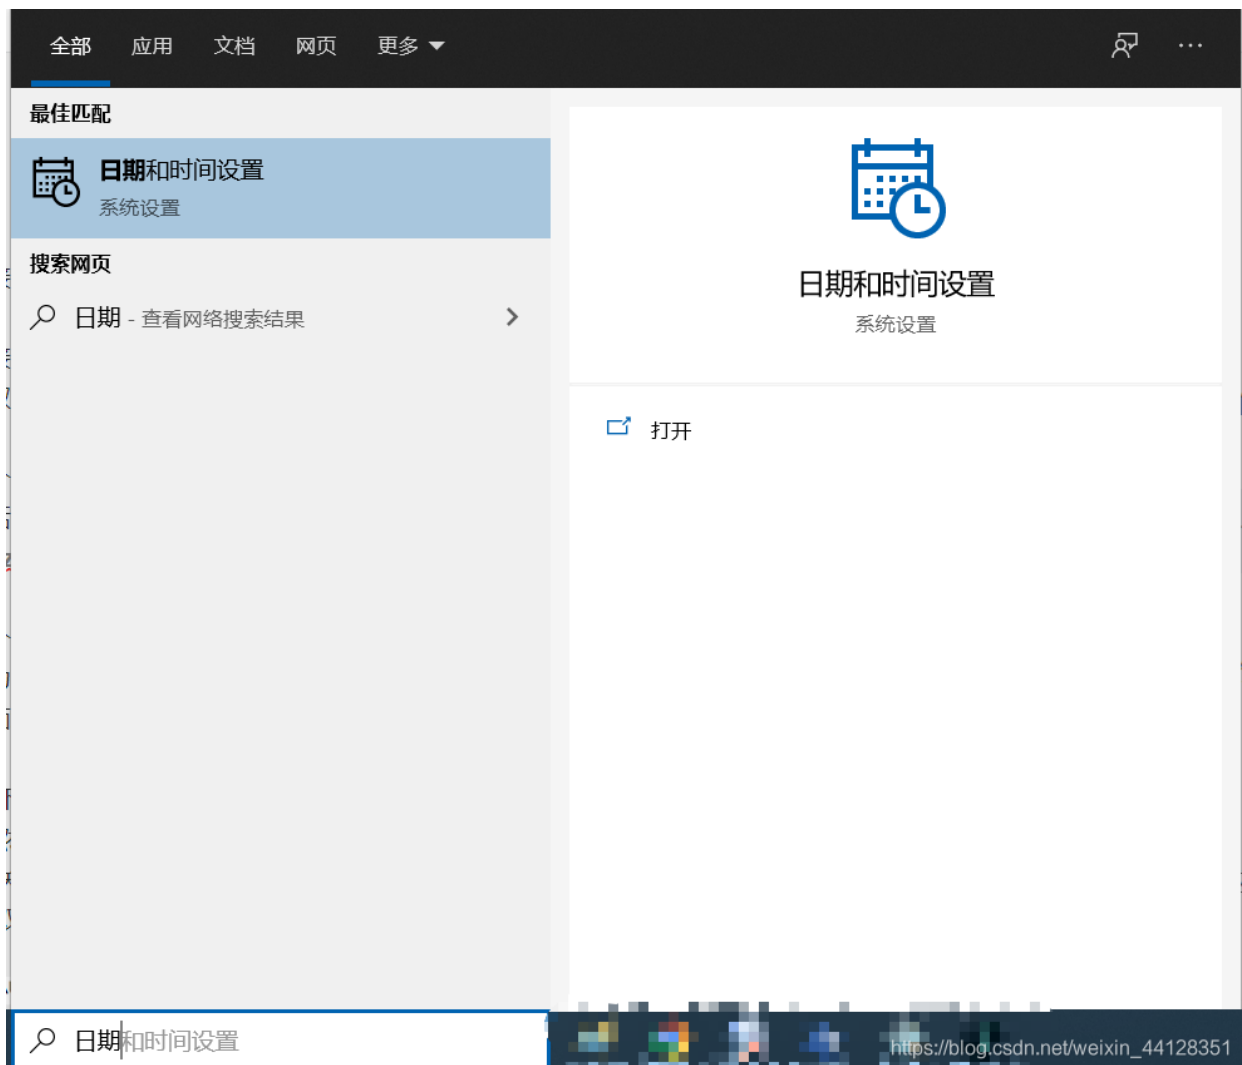 全部 应用 文档 网页 更多
最佳匹配
日期和时间设置
系统设置
搜索网页
日期 - 查看网络搜索结果
日期和时间设置
系统设置
打开
日期和时间设置
https://blog.csdn.net/weixin_44128351